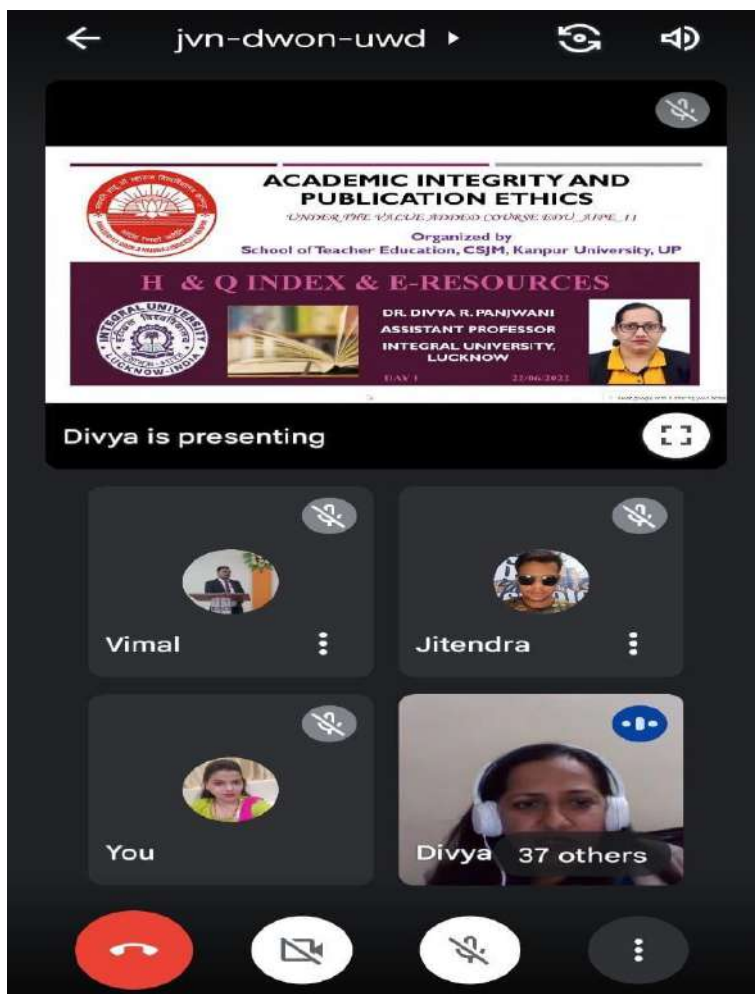 jvn-dwon-uwd
ACADEMIC INTEGRITY AND
PUBLICATION ETHICS
UNDER THE VALUE ADDED COURSE EDU_AIPE_11
Organized by
School of Teacher Education, CSJM, Kanpur University, UP
H & Q INDEX & E-RESOURCES
INTEGRAL UNIVERSITY
LUCKNOW-INDIA
DR. DIVYA R. PANJWANI
ASSISTANT PROFESSOR
INTEGRAL UNIVERSITY,
LUCKNOW
DAY 1 22/06/2022
Divya is presenting
Vimal
Jitendra
You
Divya 37 others